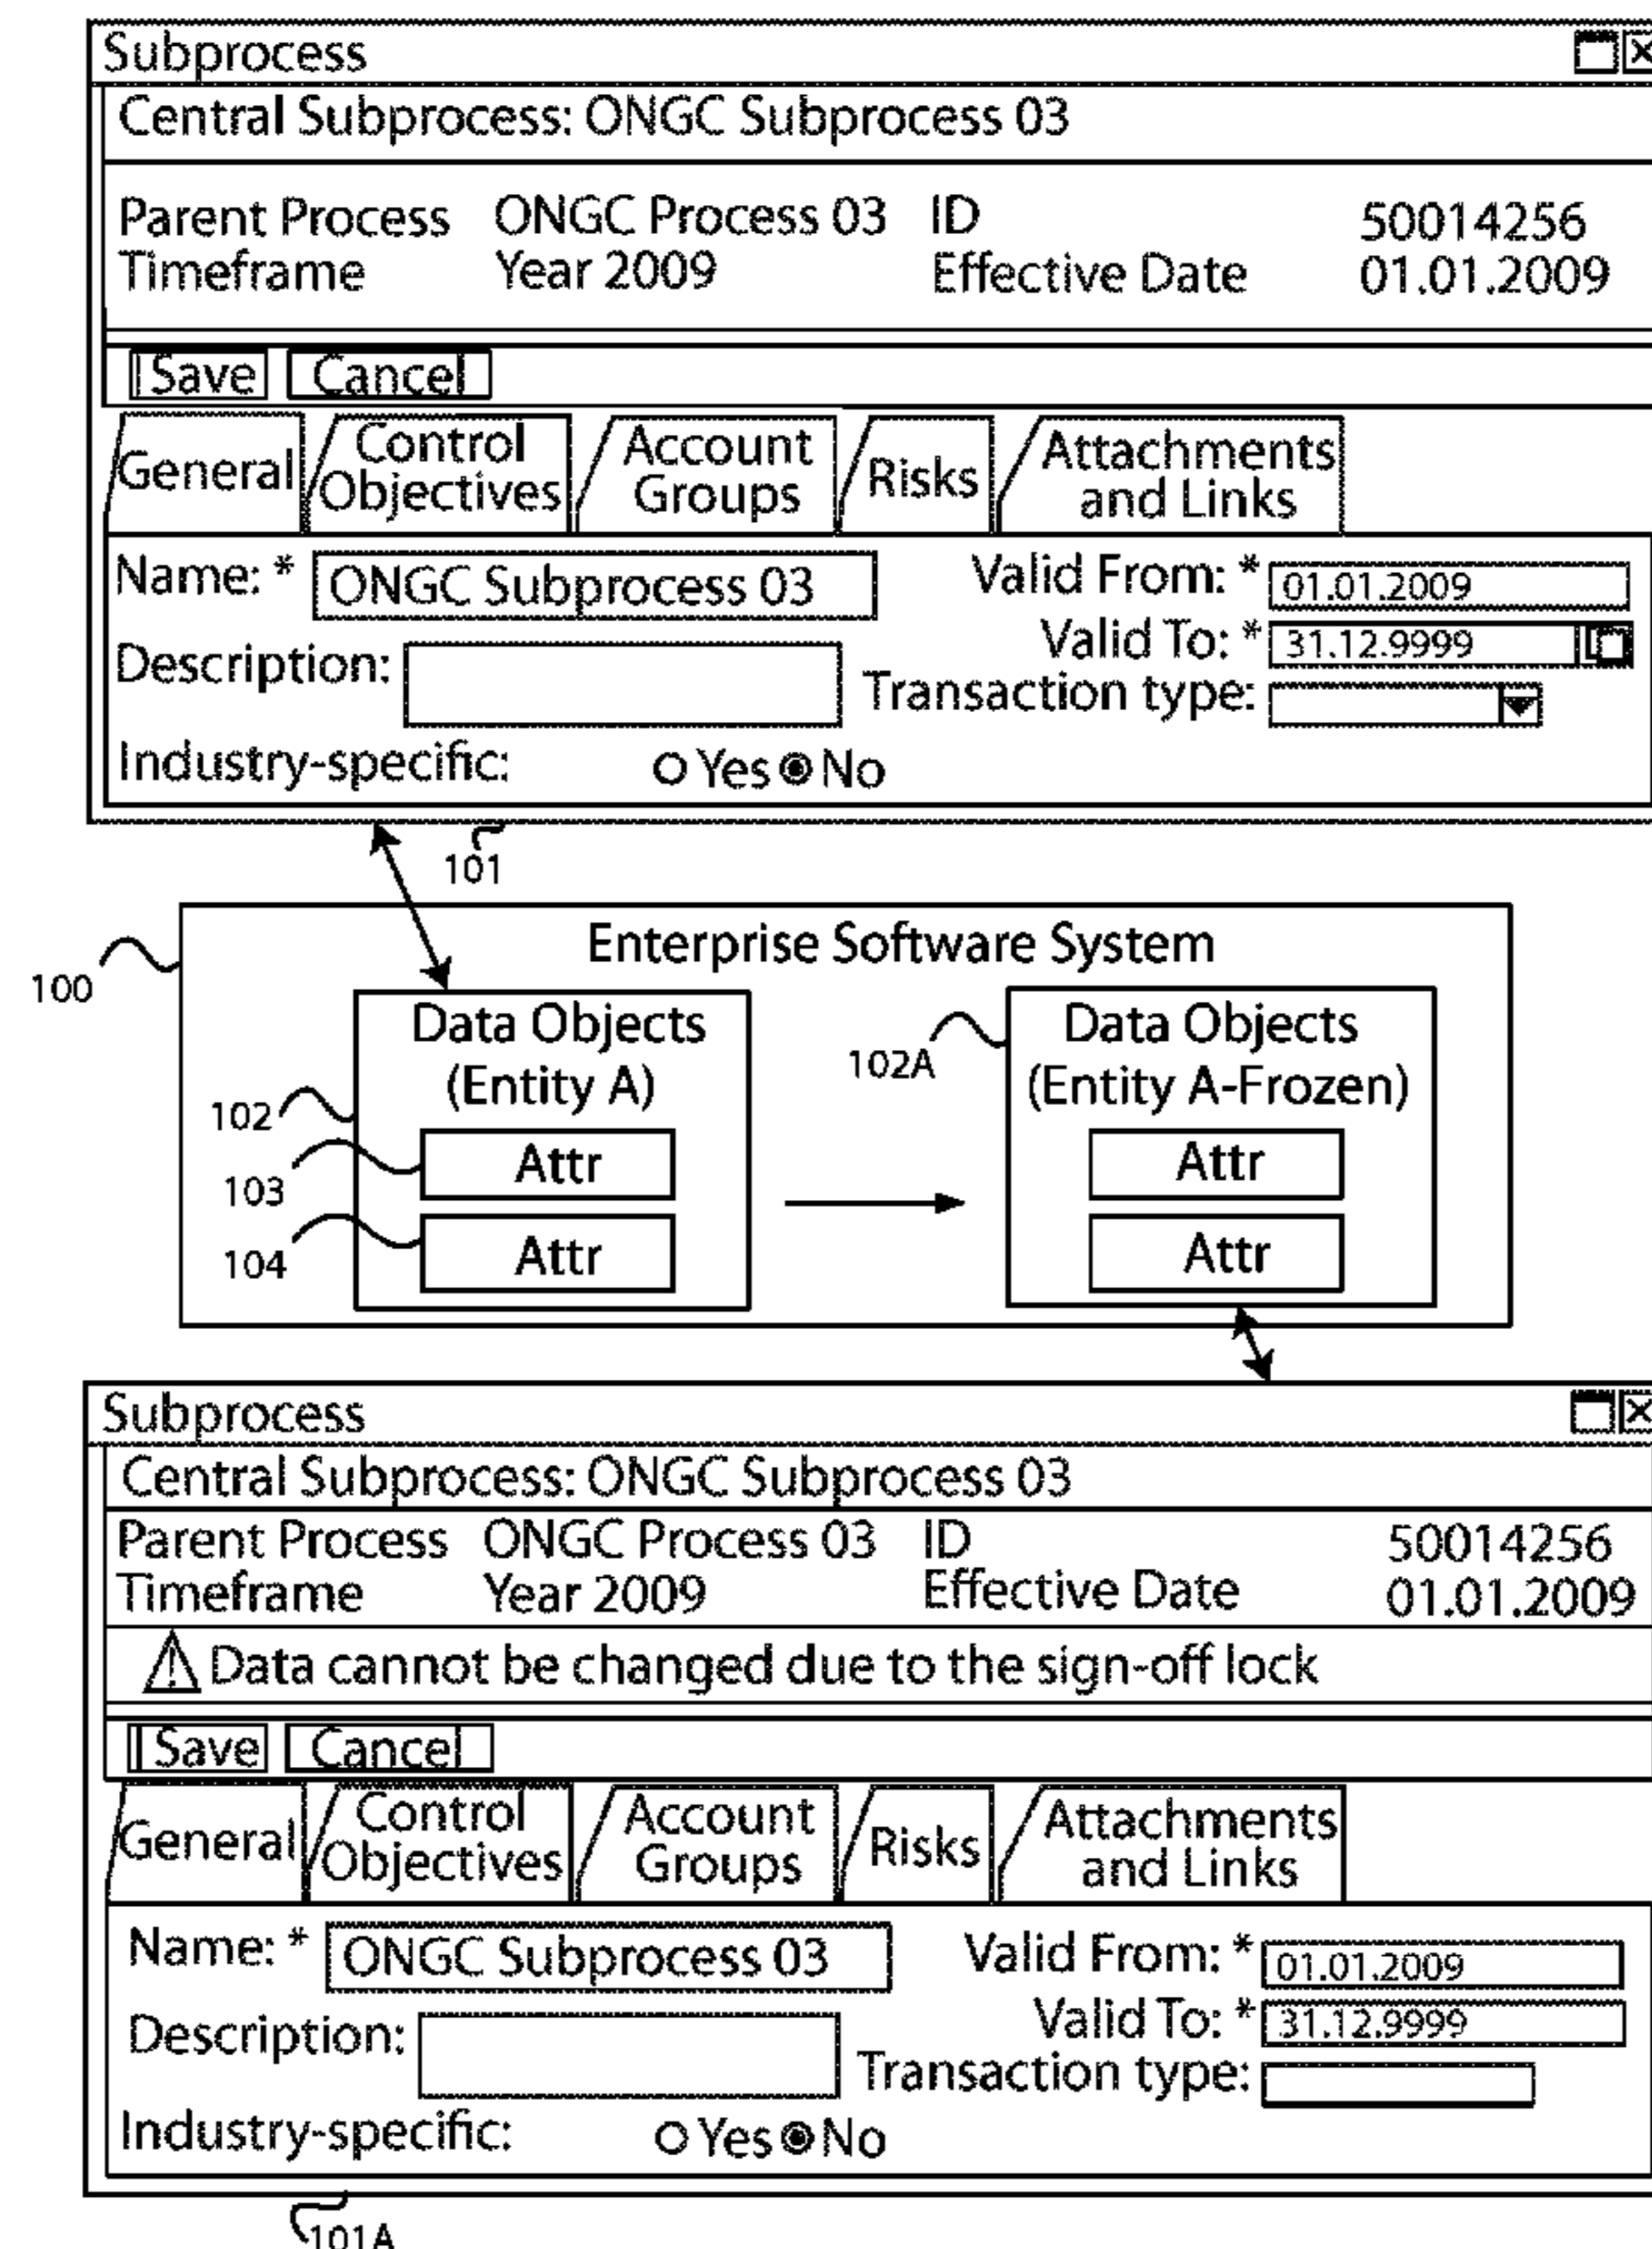 Subprocess
Central Subprocess: ONGC Subprocess 03
Parent Process ONGC Process 03 ID 50014256
Timeframe Year 2009 Effective Date 01.01.2009
Save Cancel
General Control Objectives Account Groups Risks Attachments and Links
Name: * ONGC Subprocess 03 Valid From: * 01.01.2009
Valid To: * 31.12.9999
Description:
Transaction type:
Industry-specific: Yes No
101
100
Enterprise Software System
Data Objects
(Entity A)
102
103
Attr
104
Attr
102A
Data Objects
(Entity A-Frozen)
Attr
Attr
Subprocess
Central Subprocess: ONGC Subprocess 03
Parent Process ONGC Process 03 ID 50014256
Timeframe Year 2009 Effective Date 01.01.2009
Data cannot be changed due to the sign-off lock
Save Cancel
General Control Objectives Account Groups Risks Attachments and Links
Name: * ONGC Subprocess 03 Valid From: * 01.01.2009
Valid To: * 31.12.9999
Description:
Transaction type:
Industry-specific: Yes No
101A